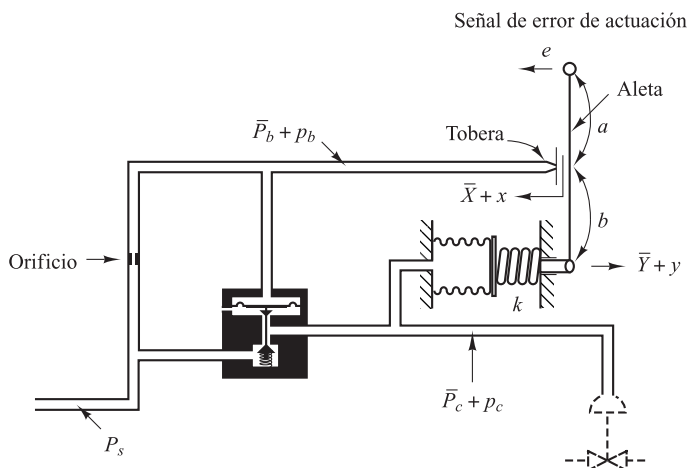 Señal de error de actuación
e
Aleta
a
P̅b + pb
Tobera
X̅ + x
b
Orificio
Y̅ + y
k
P̅c + pc
Ps